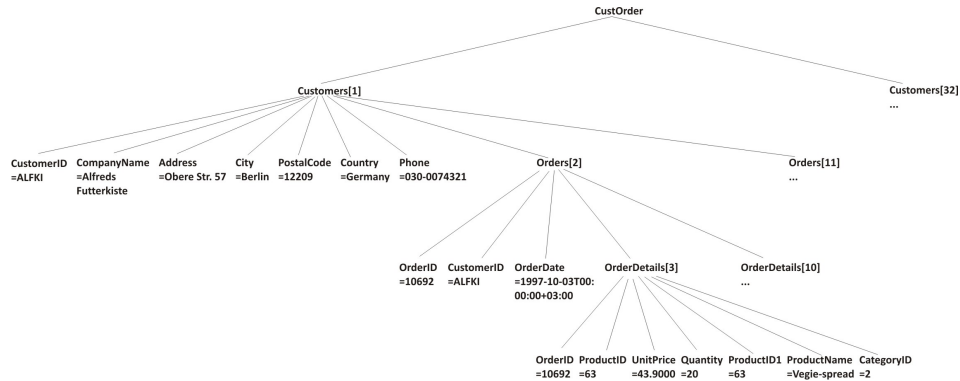 CustOrder
Customers[1]
Customers[32]
...
CustomerID
=ALFKI
CompanyName
=Alfreds
Futterkiste
Address
=Obere Str. 57
City
=Berlin
PostalCode
=12209
Country
=Germany
Phone
=030-0074321
Orders[2]
Orders[11]
...
OrderID
=10692
CustomerID
=ALFKI
OrderDate
=1997-10-03T00:
00:00+03:00
OrderDetails[3]
OrderDetails[10]
...
OrderID
=10692
ProductID
=63
UnitPrice
=43.9000
Quantity
=20
ProductID1
=63
ProductName
=Vegie-spread
CategoryID
=2